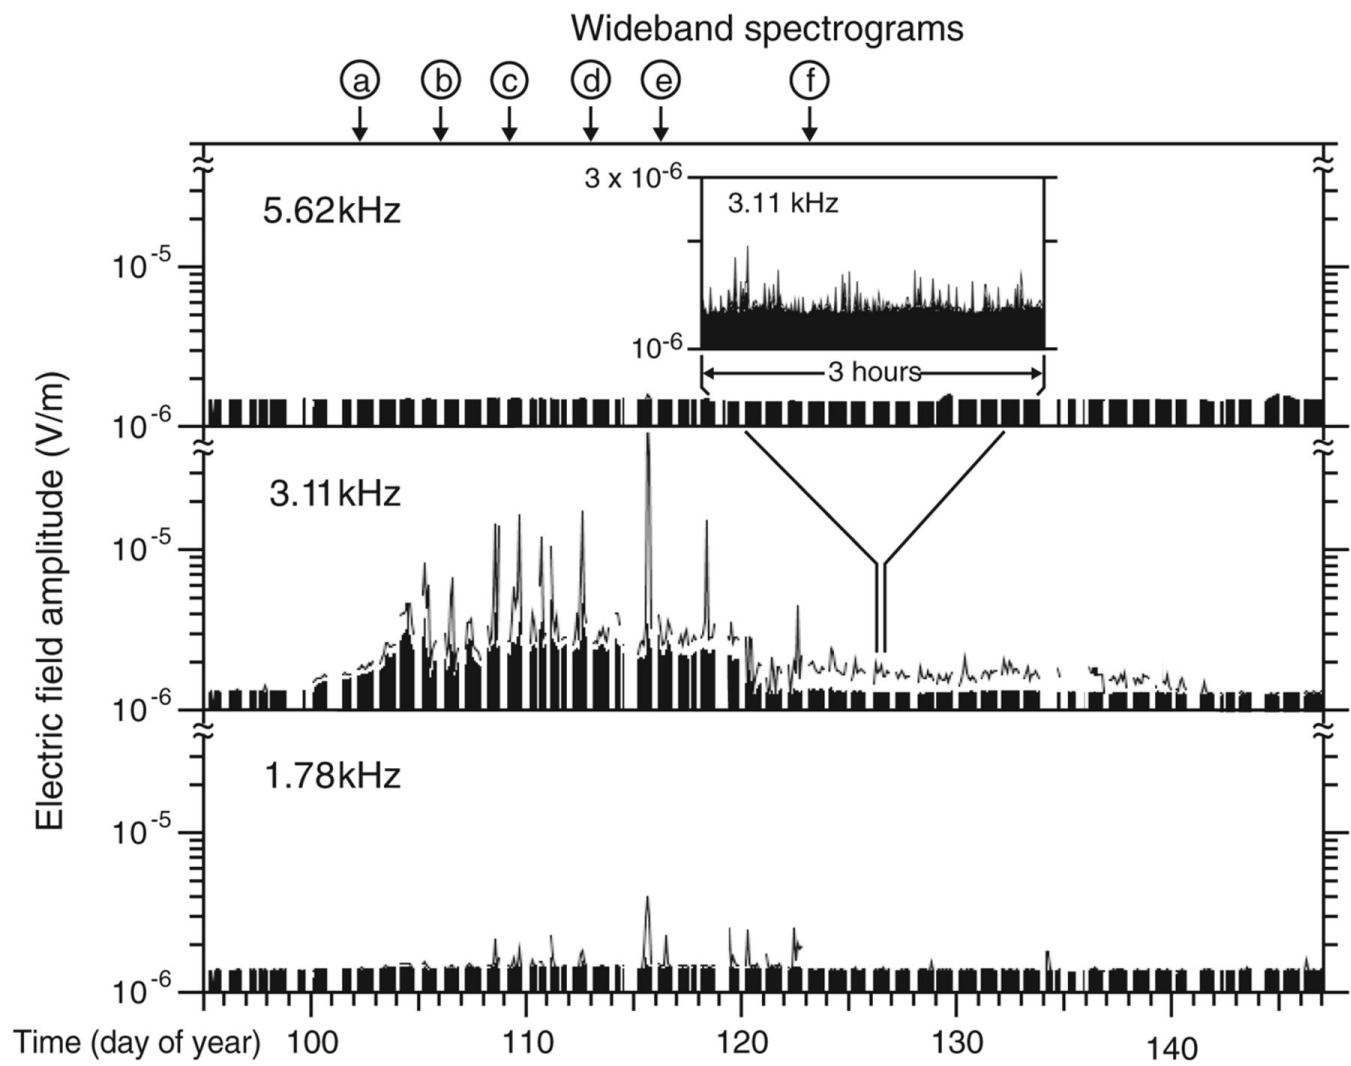 Wideband spectrograms
a b c d e f
5.62kHz
3 x 10-6
3.11 kHz
10-6
3 hours
10-5
10-6
3.11kHz
10-5
10-6
1.78kHz
10-5
10-6
Electric field amplitude (V/m)
Time (day of year) 100 110 120 130 140